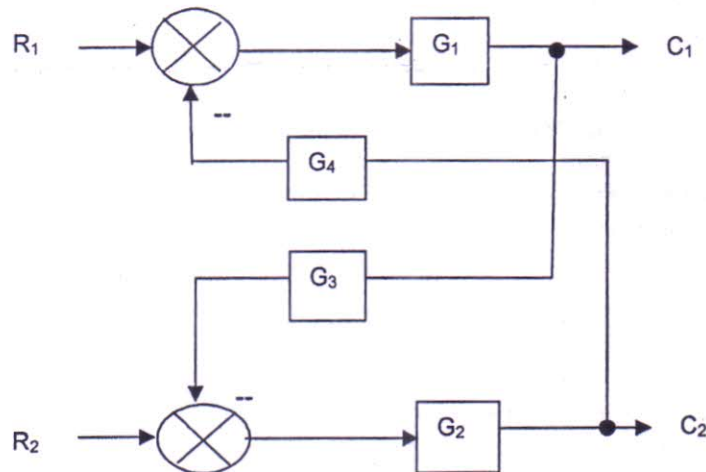 R₁ G₁ C₁
--
G₄
G₃
--
R₂ G₂ C₂